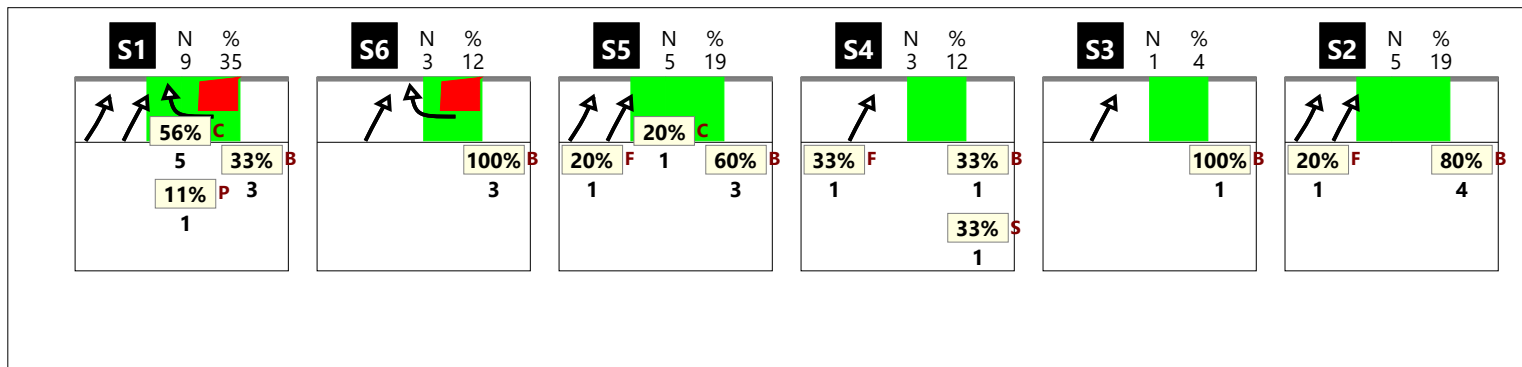 S1 N % S6 N % S5 N % S4 N % S3 N % S2 N %
9 35 3 12 5 19 3 12 1 4 5 19
56% C 20% C
5 33% B 100% B 20% F 1 60% B 33% F 33% B 100% B 20% F 80% B
3 3 1 3 1 1 1 1 4
11% P
1 33% S
1